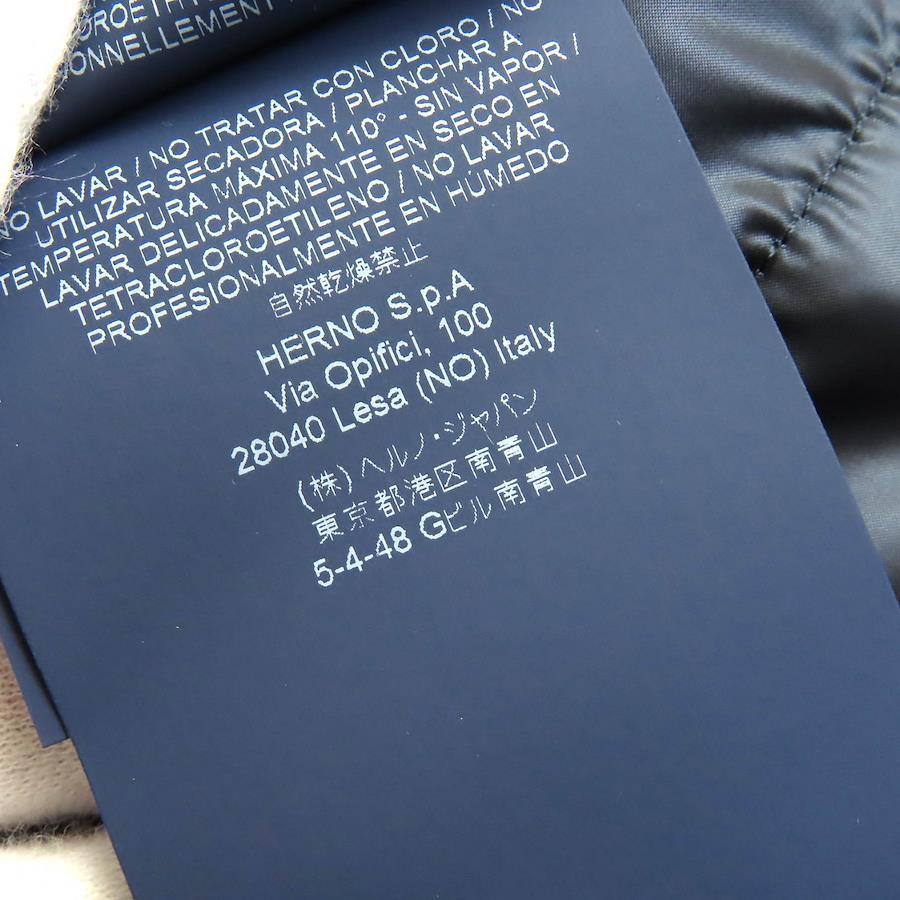 ONNELLEMENT
NO LAVAR / NO TRATAR CON CLORO / NO
UTILIZAR SECADORA / PLANCHAR A
TEMPERATURA MÁXIMA 110° - SIN VAPOR /
LAVAR DELICADAMENTE EN SECO EN
TETRACLOROETILENO / NO LAVAR
PROFESIONALMENTE EN HÚMEDO
自然乾燥禁止
HERNO S.p.A
Via Opifici, 100
28040 Lesa (NO) Italy
(株)ヘルノ・ジャパン
東京都港区南青山
5-4-48 Gビル南青山